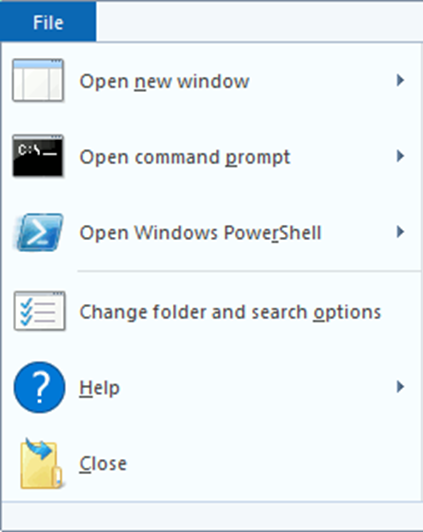 File
Open new window
C:\
Open command prompt
Open Windows PowerShell
Change folder and search options
?
Help
Close